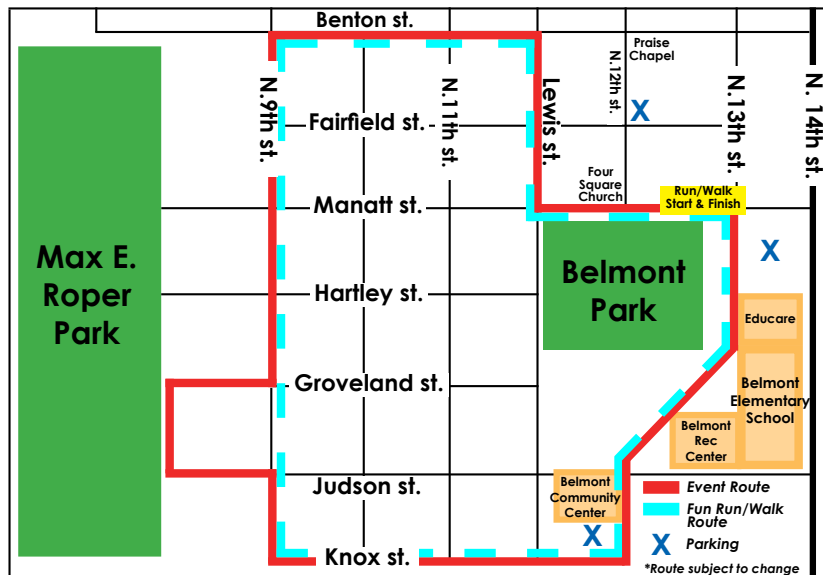 Benton st.
Praise
Chapel
N.9th st.
N.11th st.
Lewis st.
N.12th st.
X
N.13th st.
N. 14th st.
Fairfield st.
Four
Square
Church
Run/Walk
Start & Finish
Manatt st.
X
Max E.
Roper
Park
Belmont
Park
Hartley st.
Educare
Groveland st.
Belmont
Elementary
School
Belmont
Rec
Center
Judson st.
Belmont
Community
Center
X
Knox st.
Event Route
Fun Run/Walk
Route
X Parking
*Route subject to change